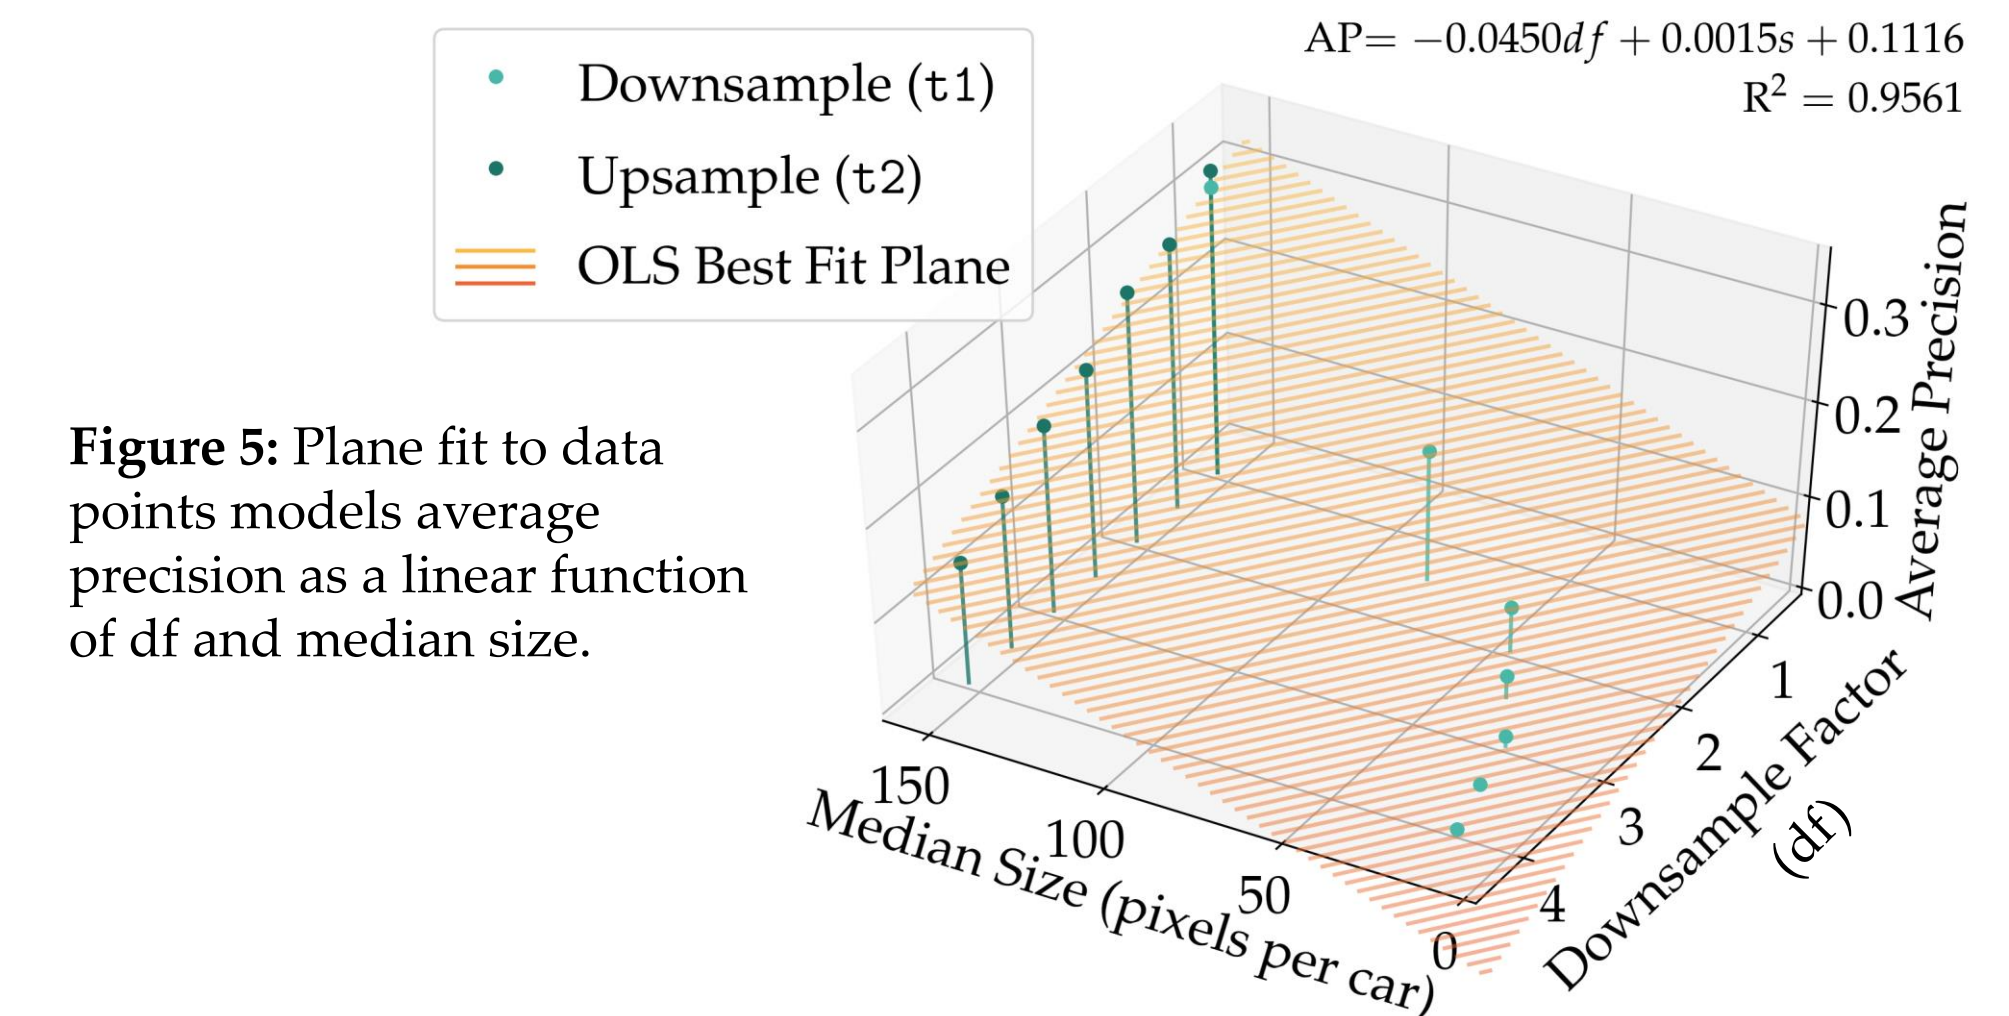 Downsample (t1)
Upsample (t2)
OLS Best Fit Plane
AP= −0.0450df + 0.0015s + 0.1116
R² = 0.9561
Figure 5: Plane fit to data
points models average
precision as a linear function
of df and median size.
0.3
0.2
0.1
0.0
Average Precision
1
2
3
4
Downsample Factor
(df)
150
100
50
0
Median Size (pixels per car)